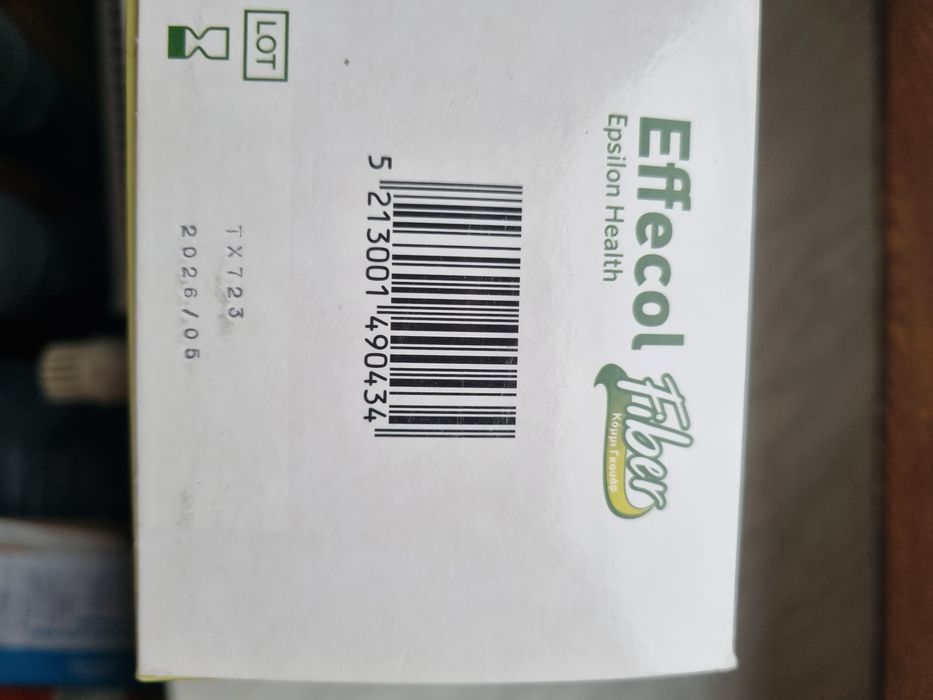 Effecol
Fiber
Κόμμι Γκουάρ
Epsilon Health
5 213001 490434
LOT
TX723
2026/05